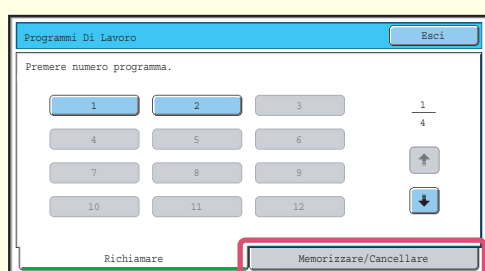 Programmi Di Lavoro Esci
Premere numero programma.
1 2 3 1
4 5 6 4
7 8 9
10 11 12
Richiamare Memorizzare/Cancellare